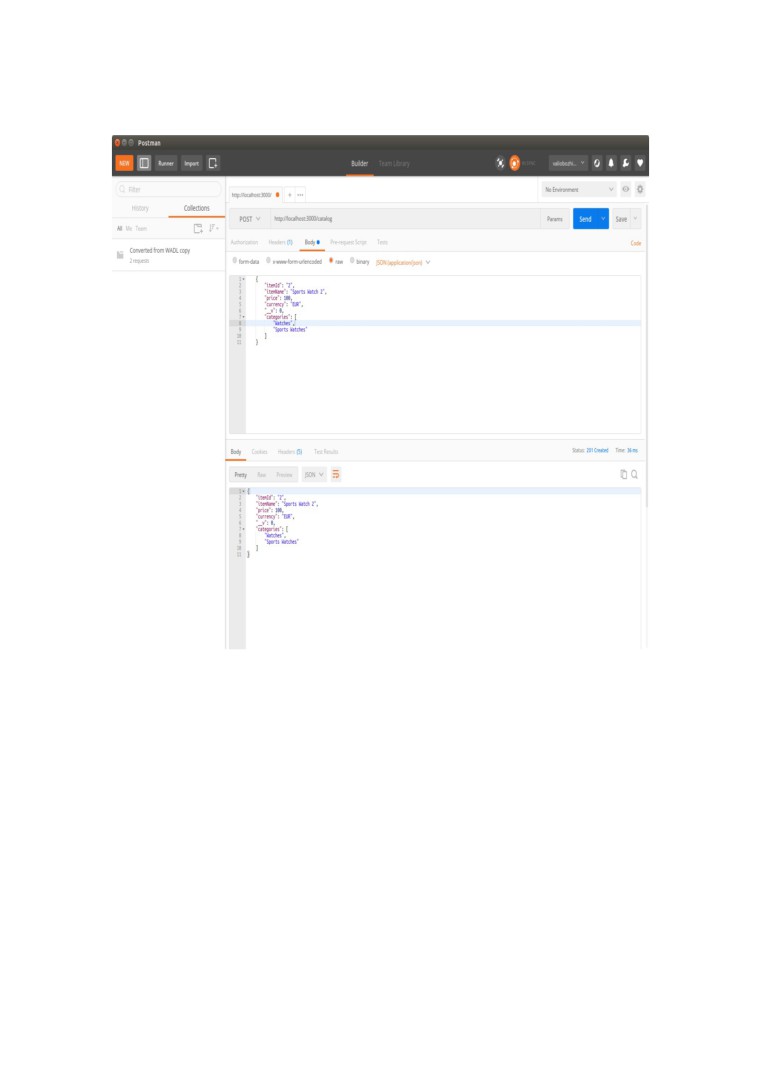 Postman
NEW Runner Import Builder Team Library
Filter
http://localhost:3000/ + ••• No Environment
History Collections
POST http://localhost:3000/catalog Params Send Save
All Me Team
Authorization Headers (1) Body Pre-request Script Tests Code
Converted from WADL copy
2 requests
form-data x-www-form-urlencoded raw binary JSON (application/json)
1 {
2 "itemId": "2",
3 "itemName": "Sports Watch 2",
4 "price": 100,
5 "currency": "EUR",
6 "__v": 0,
7 "categories": [
8 "Watches",
9 "Sports Watches"
10 ]
11 }
Body Cookies Headers (5) Test Results Status: 201 Created Time: 36 ms
Pretty Raw Preview JSON
1 {
2 "itemId": "2",
3 "itemName": "Sports Watch 2",
4 "price": 100,
5 "currency": "EUR",
6 "__v": 0,
7 "categories": [
8 "Watches",
9 "Sports Watches"
10 ]
11 }